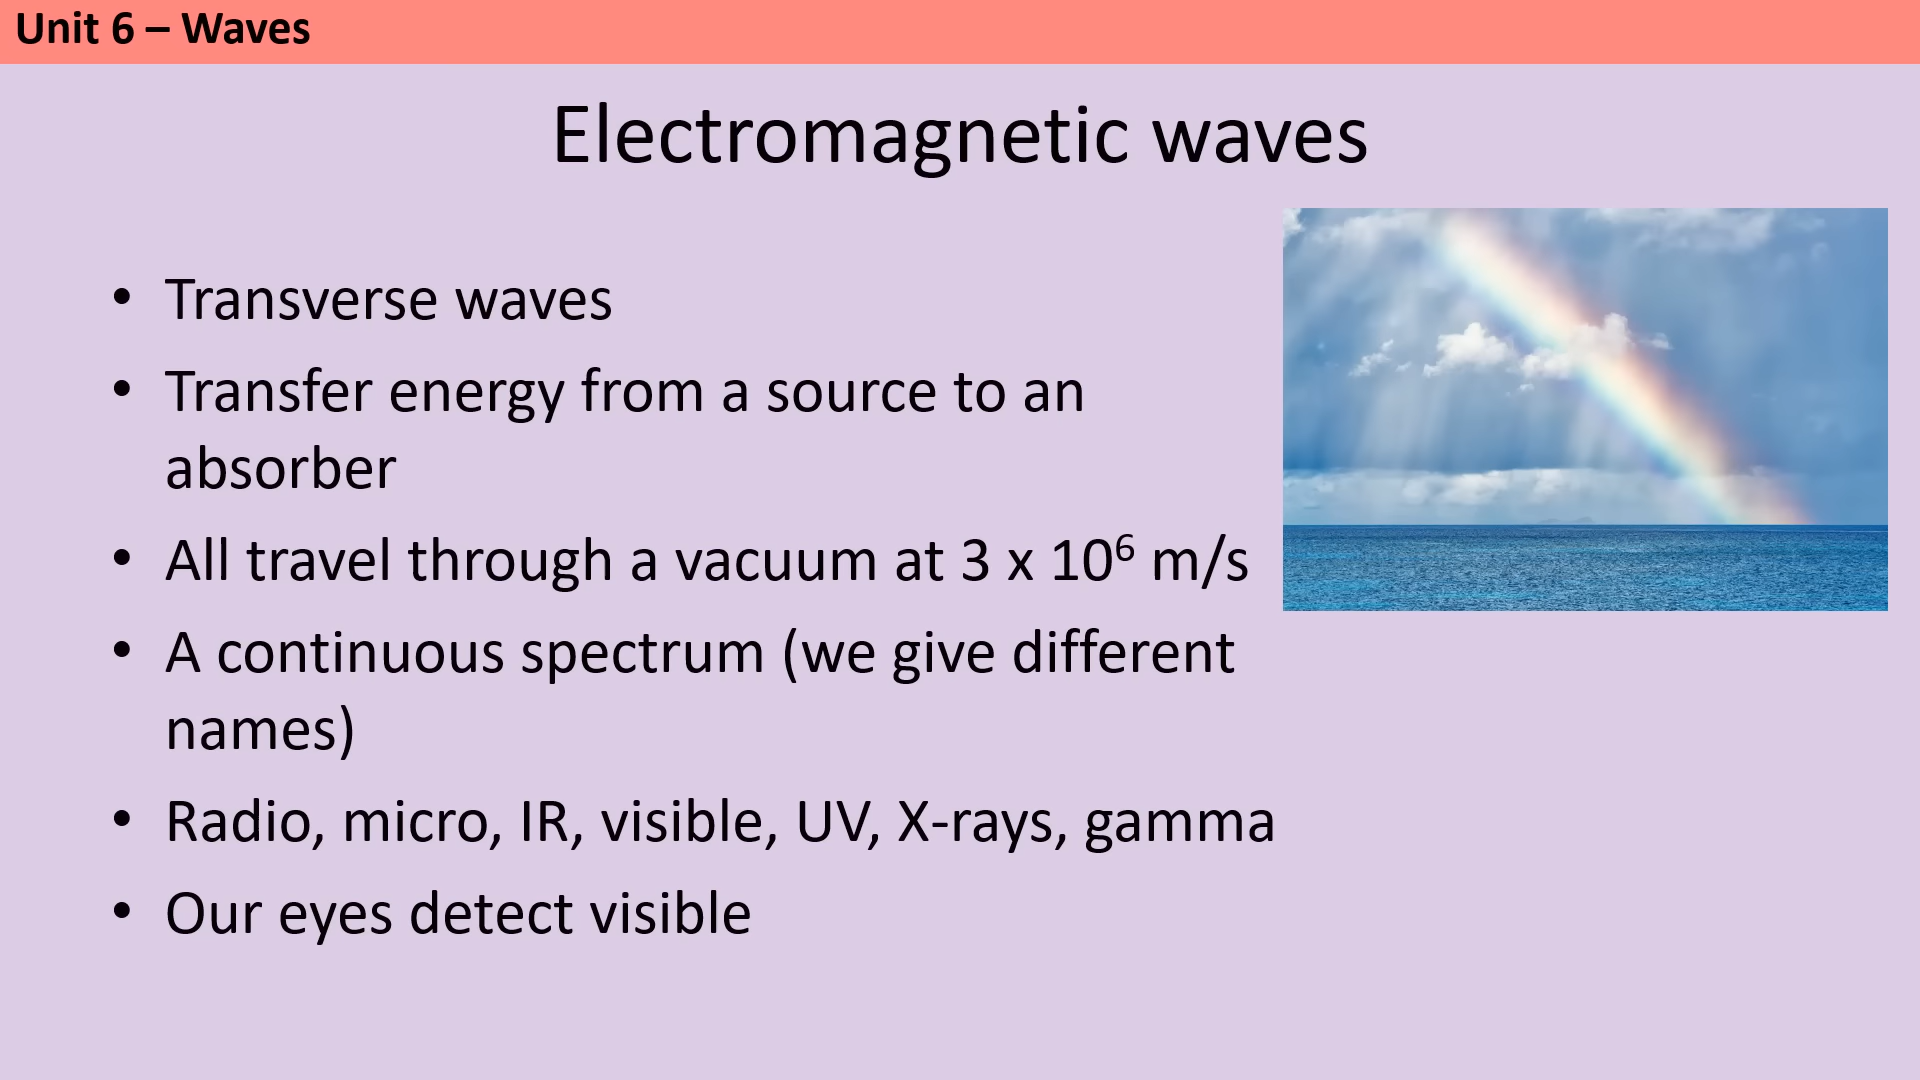 Unit 6 – Waves
Electromagnetic waves
• Transverse waves
• Transfer energy from a source to an
absorber
• All travel through a vacuum at 3 x 10⁶ m/s
• A continuous spectrum (we give different
names)
• Radio, micro, IR, visible, UV, X-rays, gamma
• Our eyes detect visible